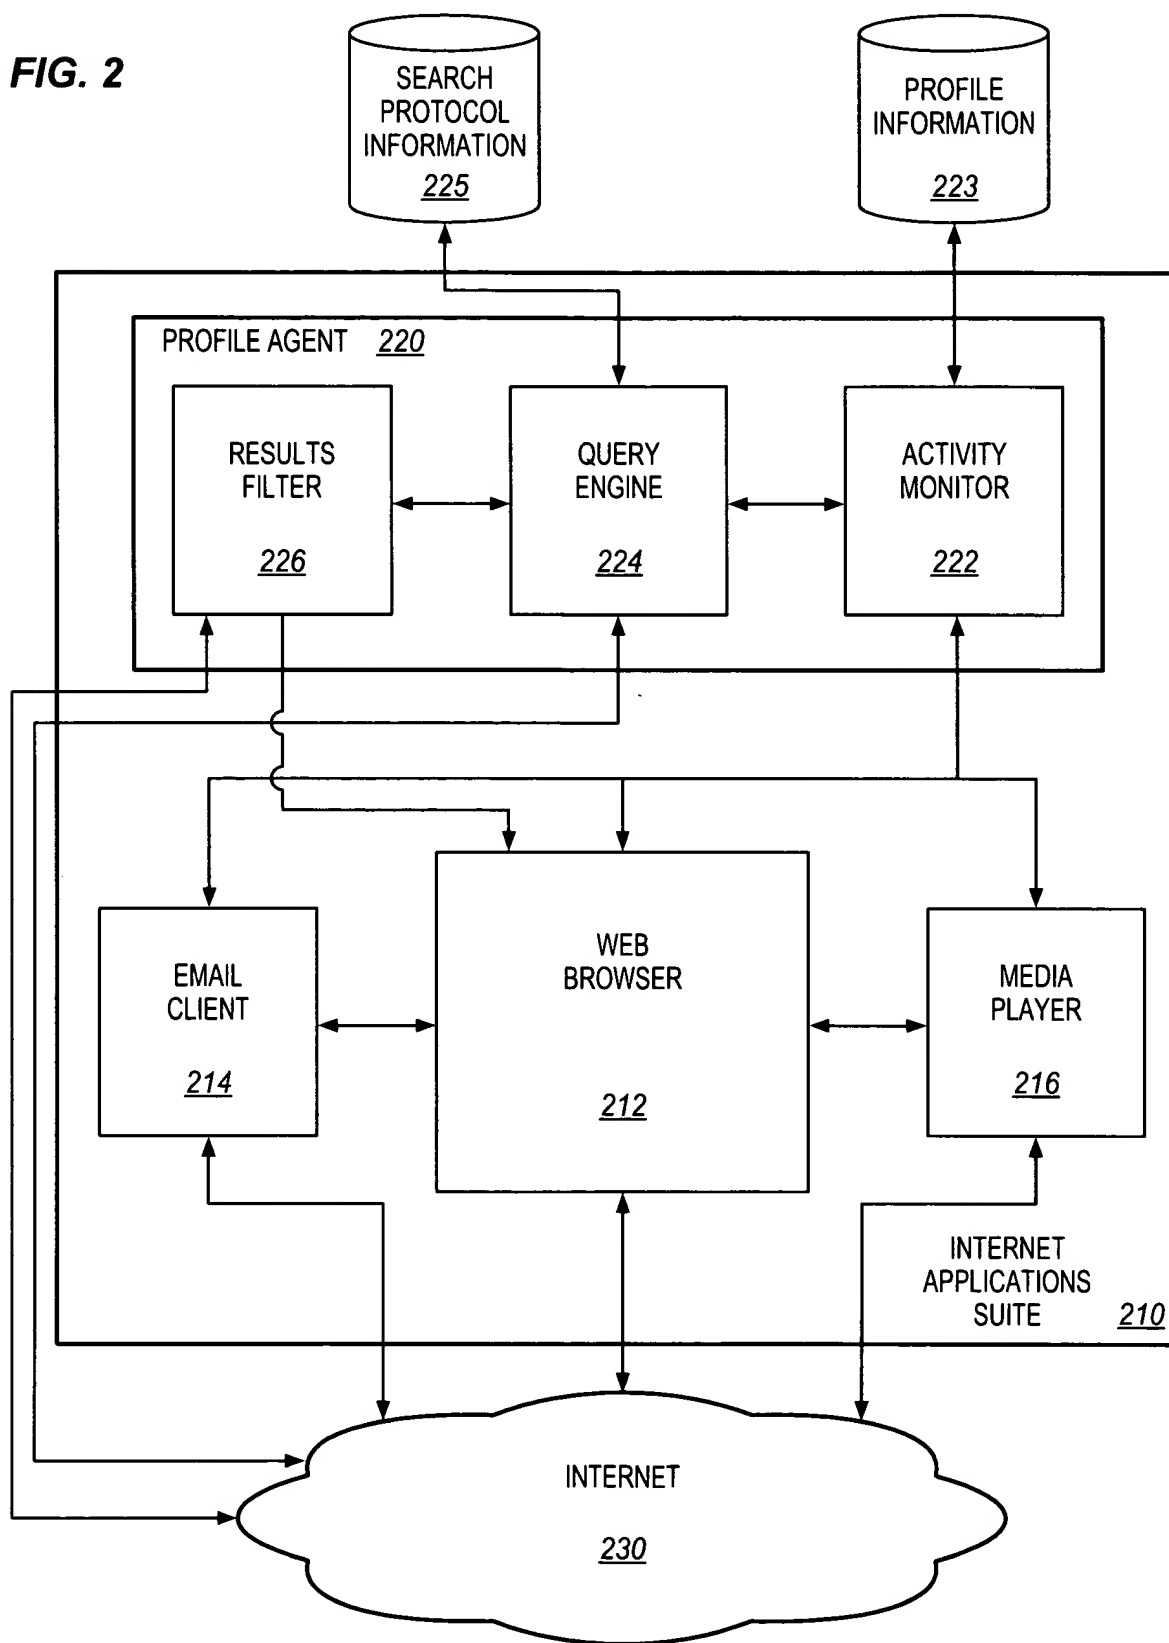 FIG. 2
SEARCH
PROTOCOL
INFORMATION
225
PROFILE
INFORMATION
223
PROFILE AGENT 220
RESULTS
FILTER
226
QUERY
ENGINE
224
ACTIVITY
MONITOR
222
EMAIL
CLIENT
214
WEB
BROWSER
212
MEDIA
PLAYER
216
INTERNET
APPLICATIONS
SUITE 210
INTERNET
230